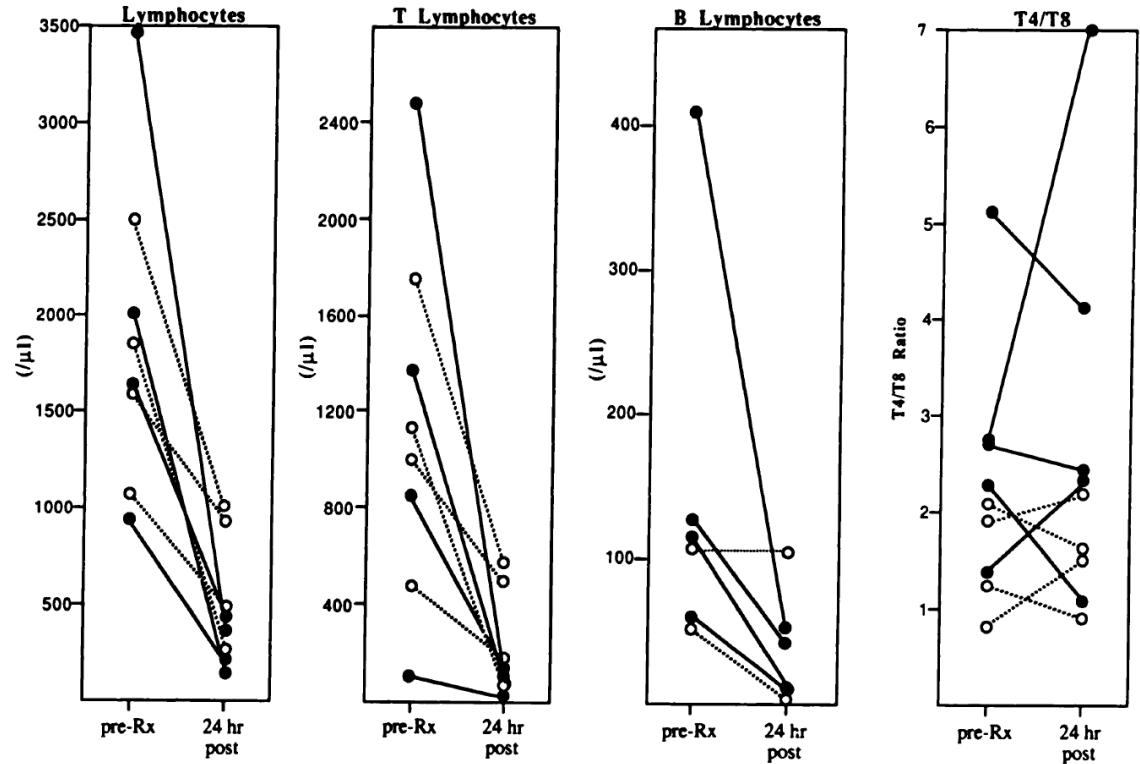 Lymphocytes
3500
3000
2500
2000
1500
1000
500
(/μl)
pre-Rx
24 hr
post
T Lymphocytes
2400
2000
1600
1200
800
400
(/μl)
pre-Rx
24 hr
post
B Lymphocytes
400
300
200
100
(/μl)
pre-Rx
24 hr
post
T4/T8
7
6
5
4
3
2
1
T4/T8 Ratio
pre-Rx
24 hr
post